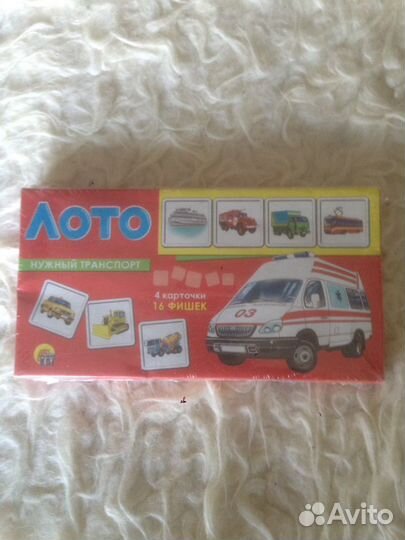 ЛОТО
НУЖНЫЙ ТРАНСПОРТ
4 карточки
16 ФИШЕК
03
Avito